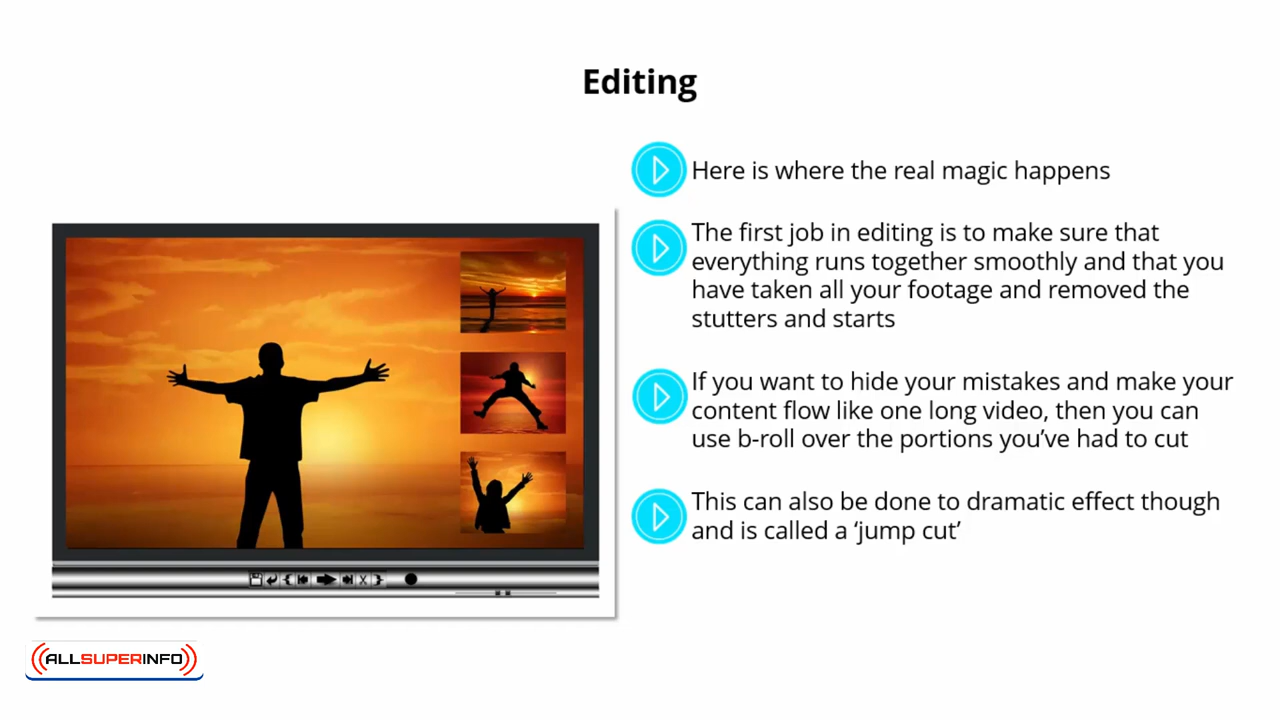 Editing
Here is where the real magic happens
The first job in editing is to make sure that
everything runs together smoothly and that you
have taken all your footage and removed the
stutters and starts
If you want to hide your mistakes and make your
content flow like one long video, then you can
use b-roll over the portions you’ve had to cut
This can also be done to dramatic effect though
and is called a ‘jump cut’
ALLSUPERINFO